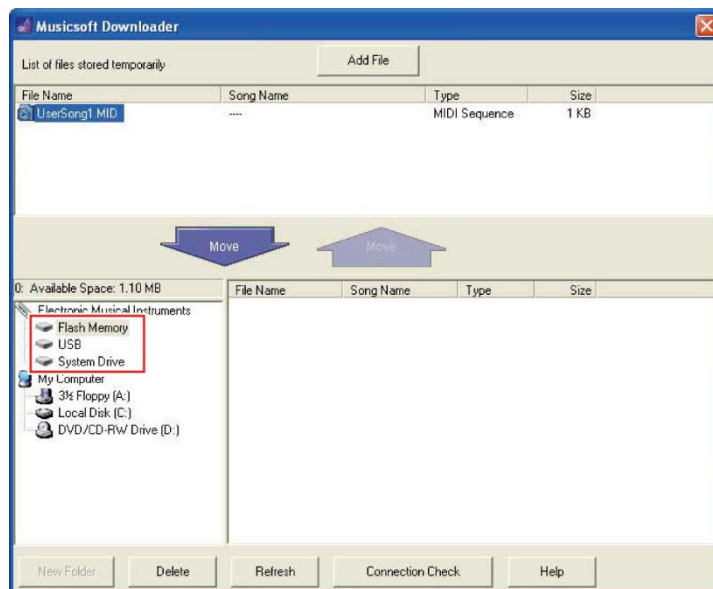 Musicsoft Downloader
List of files stored temporarily
Add File
File Name Song Name Type Size
UserSong1.MID ---- MIDI Sequence 1 KB
Move Move
0: Available Space: 1.10 MB
File Name Song Name Type Size
Electronic Musical Instruments
Flash Memory
USB
System Drive
My Computer
3½ Floppy (A:)
Local Disk (C:)
DVD/CD-RW Drive (D:)
New Folder Delete Refresh Connection Check Help